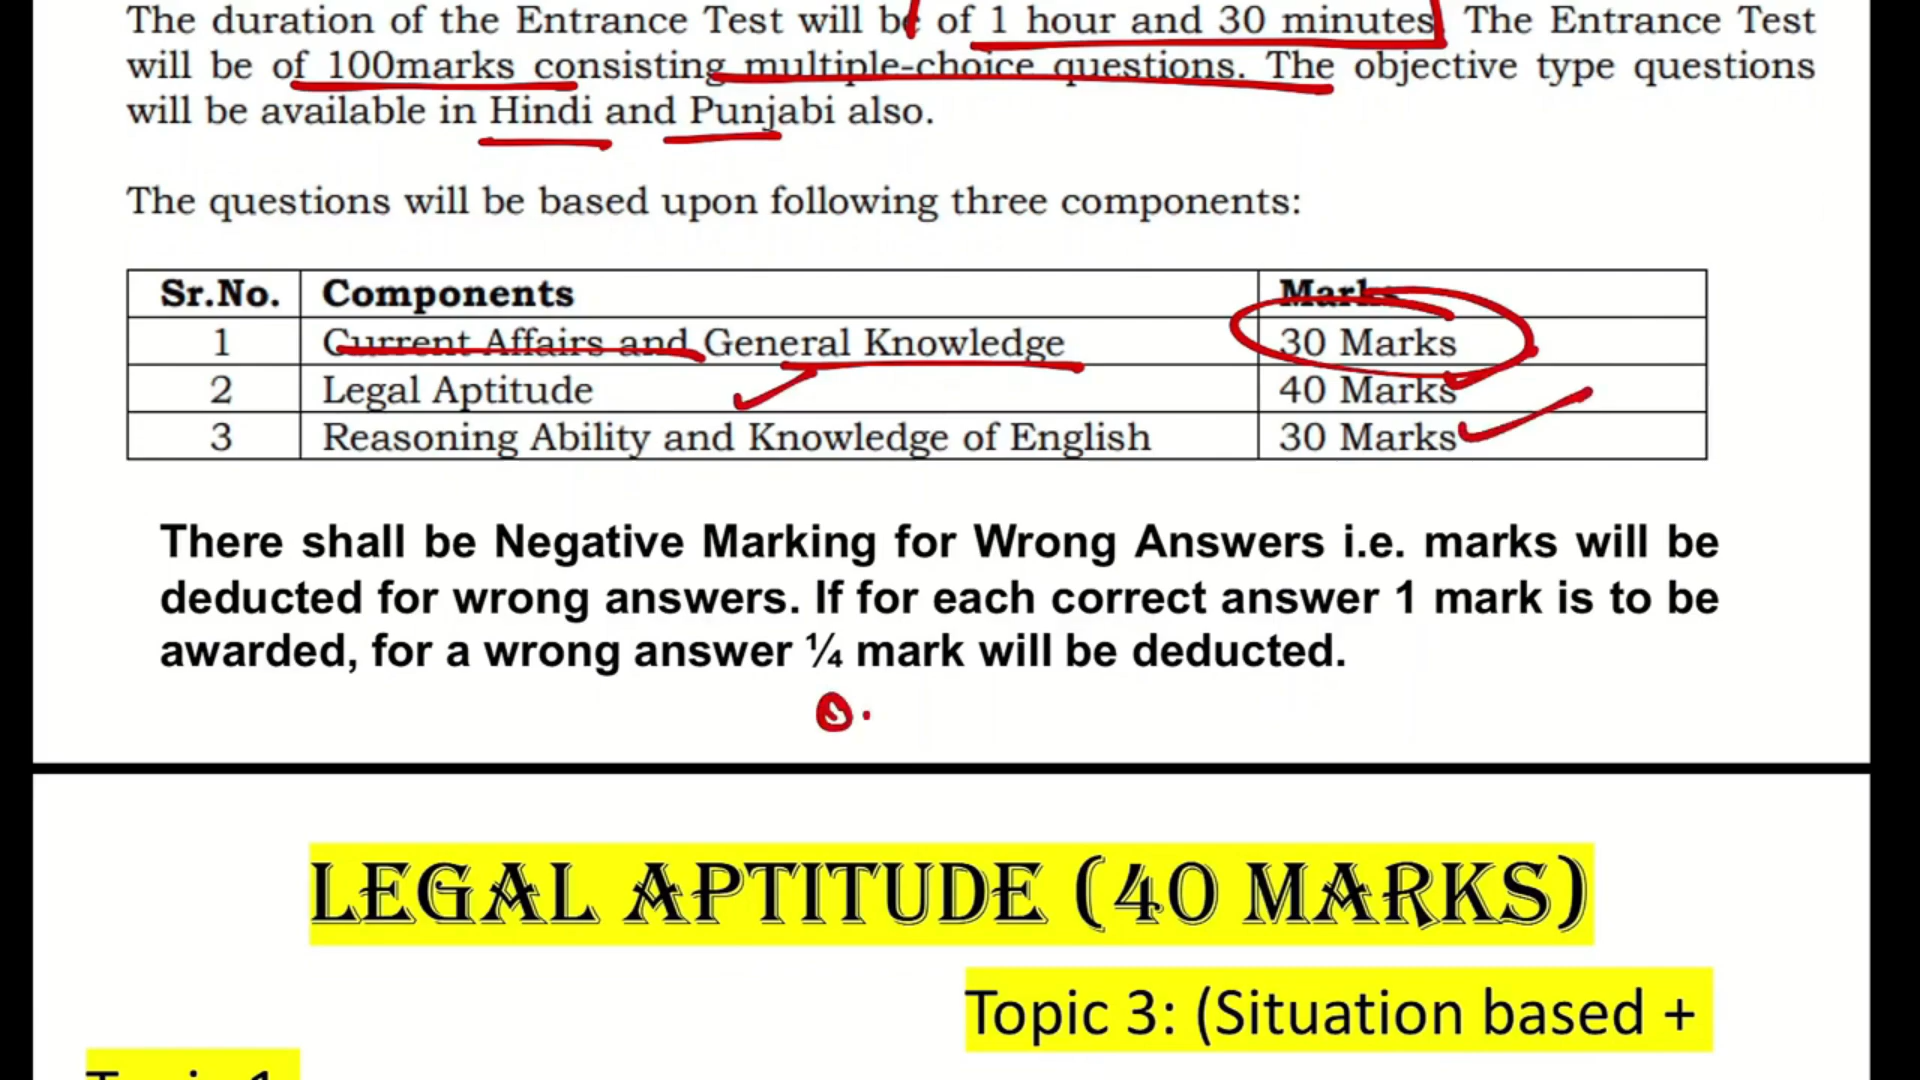 The duration of the Entrance Test will be of 1 hour and 30 minutes. The Entrance Test
will be of 100marks consisting multiple-choice questions. The objective type questions
will be available in Hindi and Punjabi also.
The questions will be based upon following three components:
Sr.No. Components Marks
1 Current Affairs and General Knowledge 30 Marks
2 Legal Aptitude 40 Marks
3 Reasoning Ability and Knowledge of English 30 Marks
There shall be Negative Marking for Wrong Answers i.e. marks will be
deducted for wrong answers. If for each correct answer 1 mark is to be
awarded, for a wrong answer ¼ mark will be deducted.
LEGAL APTITUDE (40 MARKS)
Topic 3: (Situation based +
Topic 1